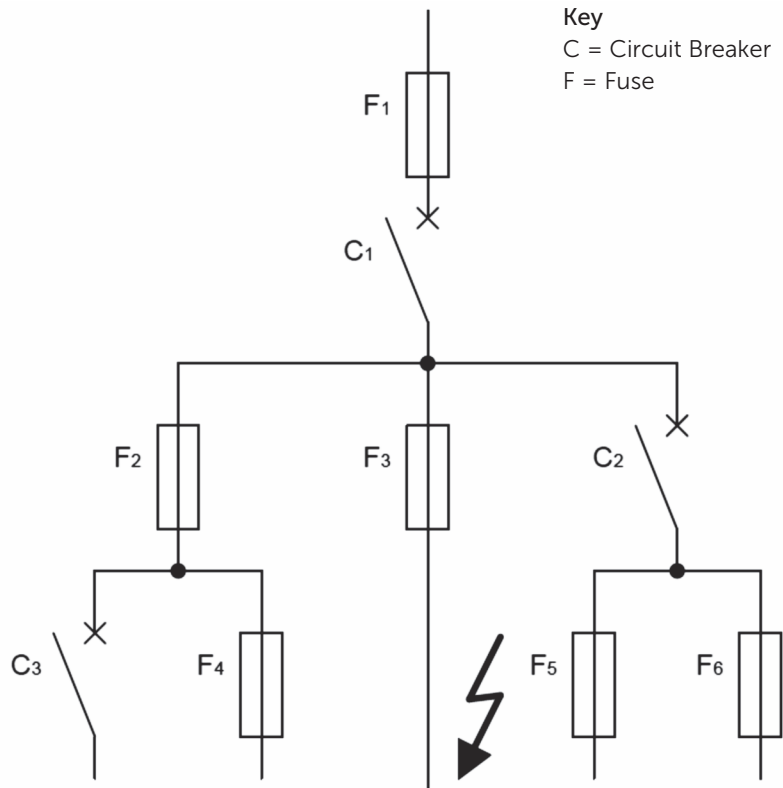 Key
C = Circuit Breaker
F = Fuse
F1
C1
F2
F3
C2
C3
F4
F5
F6